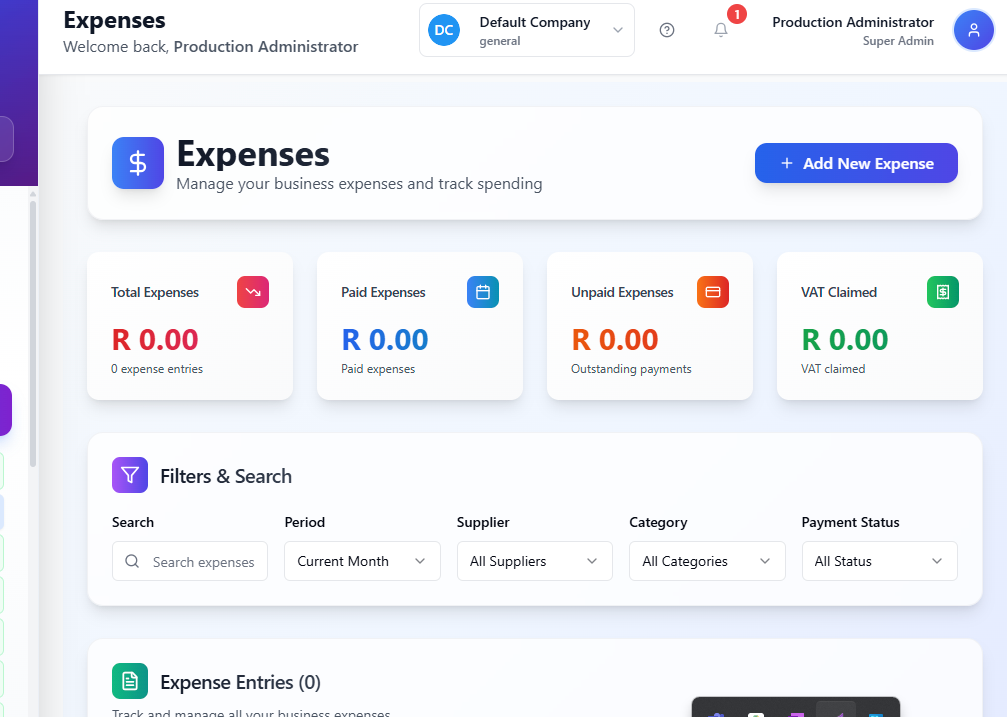 Expenses
Welcome back, Production Administrator
DC
Default Company
general
1
Production Administrator
Super Admin
Expenses
Manage your business expenses and track spending
Add New Expense
Total Expenses
R 0.00
0 expense entries
Paid Expenses
R 0.00
Paid expenses
Unpaid Expenses
R 0.00
Outstanding payments
VAT Claimed
R 0.00
VAT claimed
Filters & Search
Search
Search expenses
Period
Current Month
Supplier
All Suppliers
Category
All Categories
Payment Status
All Status
Expense Entries (0)
Track and manage all your business expenses